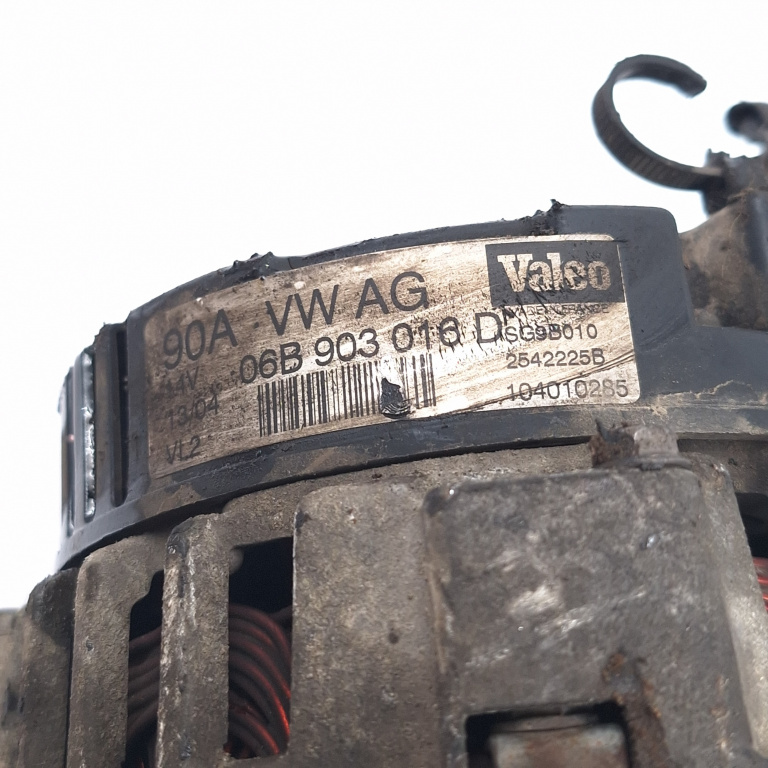 90A VW AG
06B 903 016 D
14V
13/04
VL2
Valeo
SG9B010
2542225B
104010285